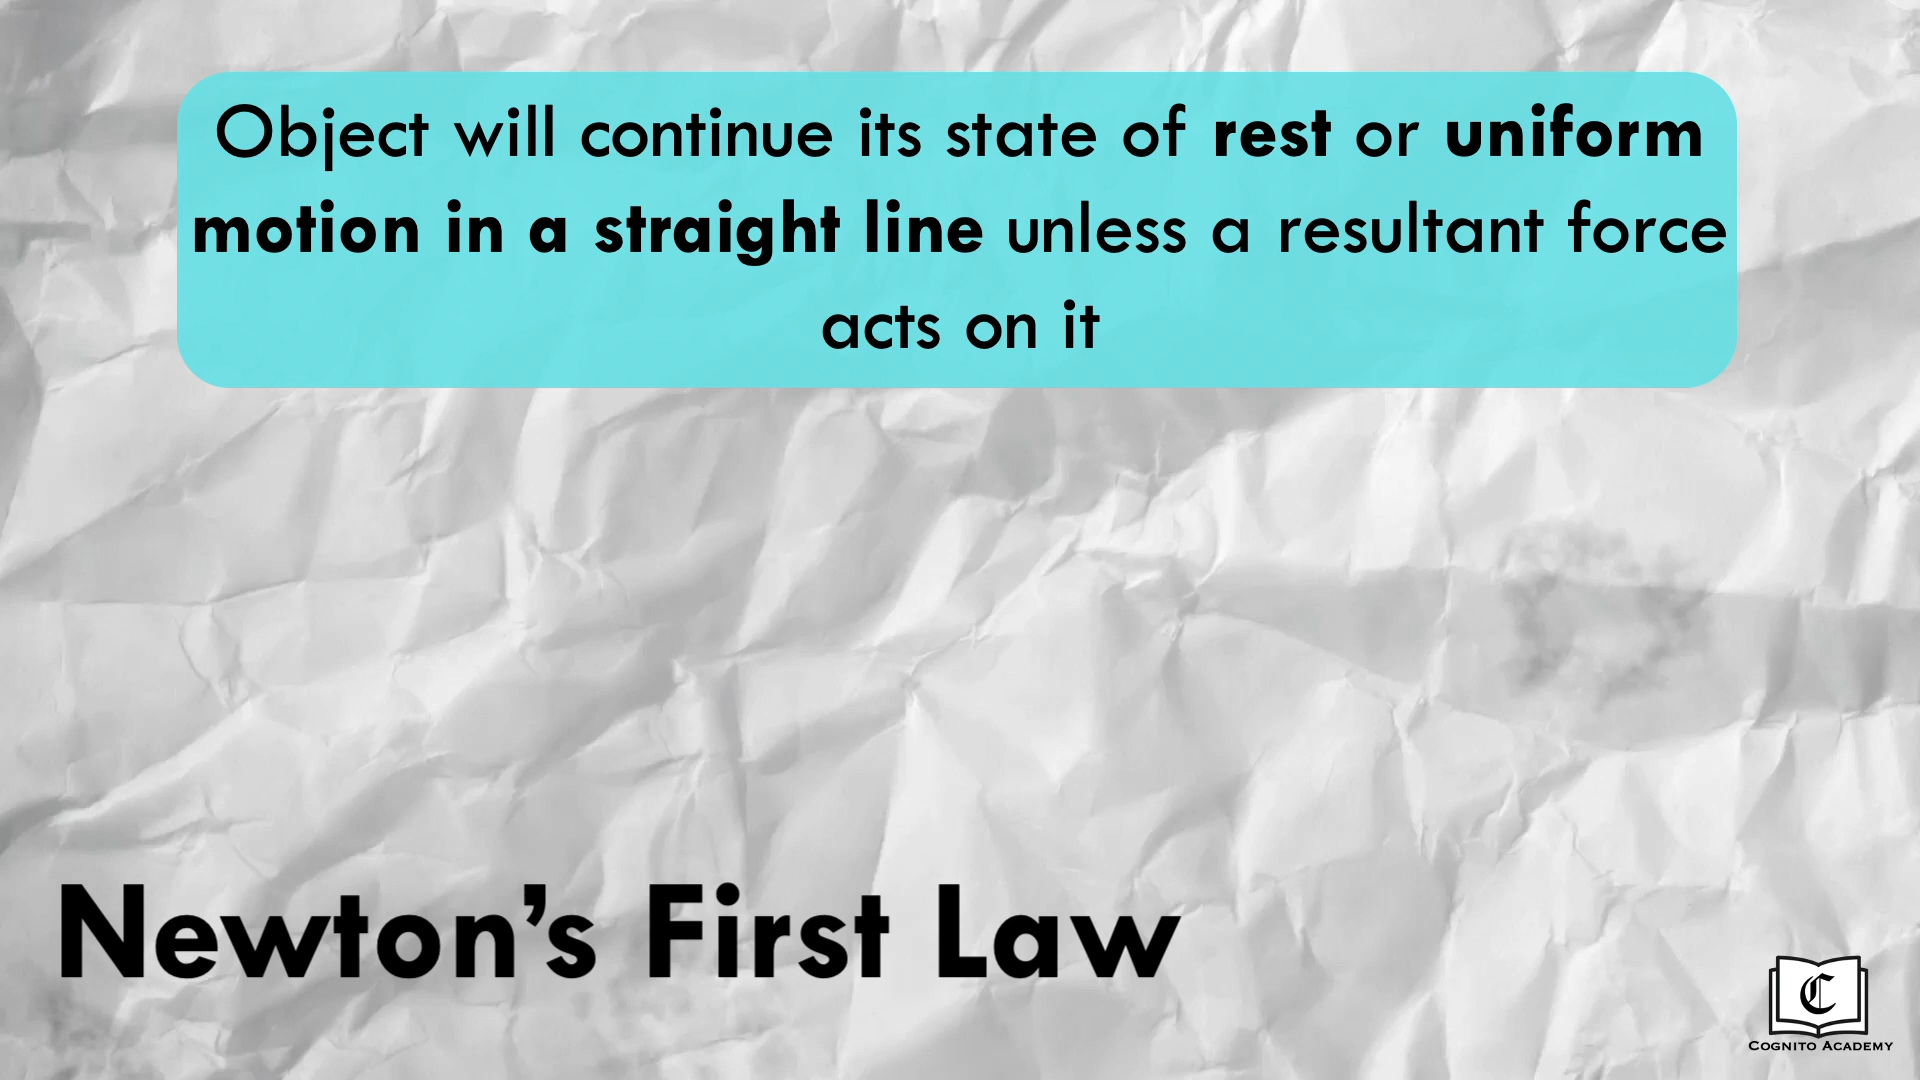 Object will continue its state of rest or uniform
motion in a straight line unless a resultant force
acts on it
Newton’s First Law
C
COGNITO ACADEMY